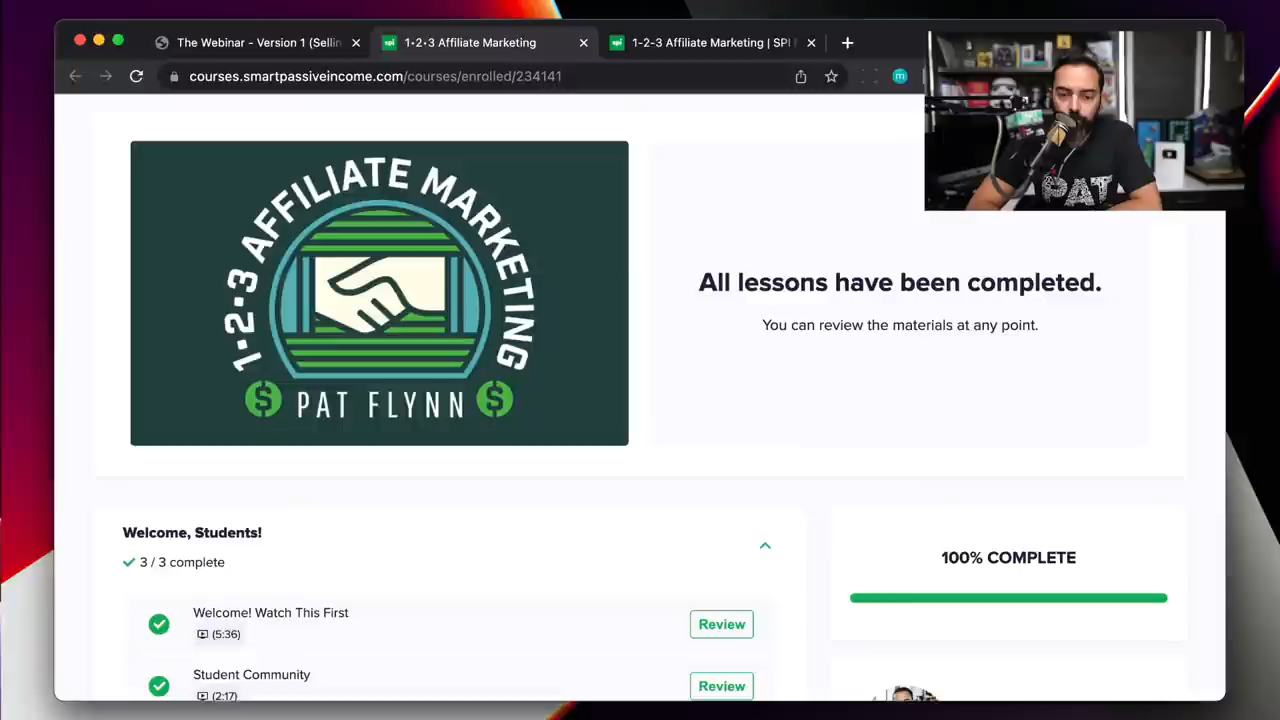 The Webinar - Version 1 (Sellin
1•2•3 Affiliate Marketing
spi
1-2-3 Affiliate Marketing | SPI
spi
courses.smartpassiveincome.com/courses/enrolled/234141
m
PAT
1•2•3 AFFILIATE MARKETING
$ PAT FLYNN $
All lessons have been completed.
You can review the materials at any point.
Welcome, Students!
3 / 3 complete
100% COMPLETE
Welcome! Watch This First
(5:36)
Review
Student Community
(2:17)
Review